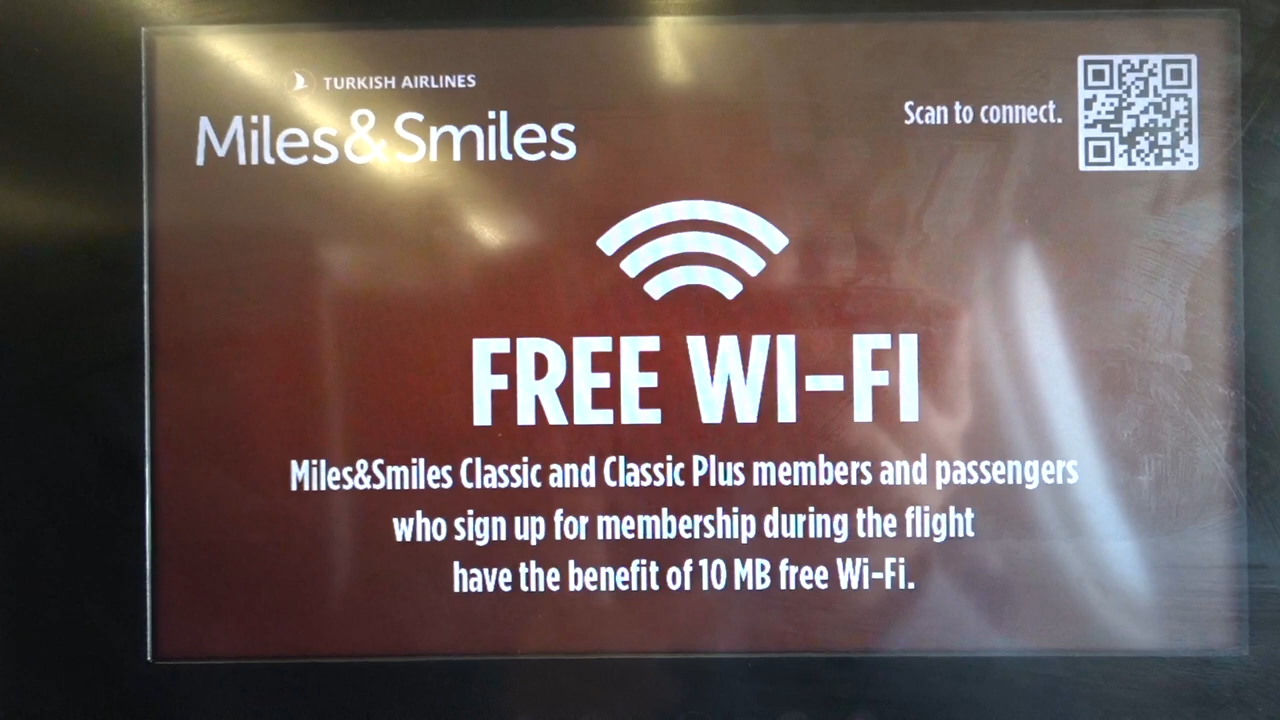 TURKISH AIRLINES
Miles&Smiles
Scan to connect.
FREE WI-FI
Miles&Smiles Classic and Classic Plus members and passengers
who sign up for membership during the flight
have the benefit of 10 MB free Wi-Fi.